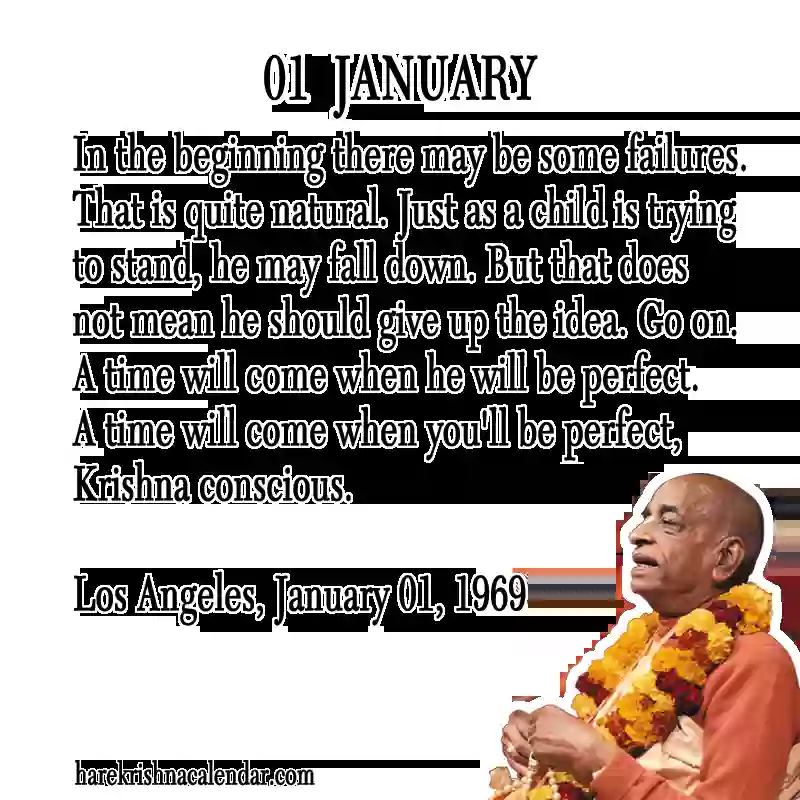 01 JANUARY
In the beginning there may be some failures.
That is quite natural. Just as a child is trying
to stand, he may fall down. But that does
not mean he should give up the idea. Go on.
A time will come when he will be perfect.
A time will come when you'll be perfect,
Krishna conscious.
Los Angeles, January 01, 1969
harekrishnacalendar.com